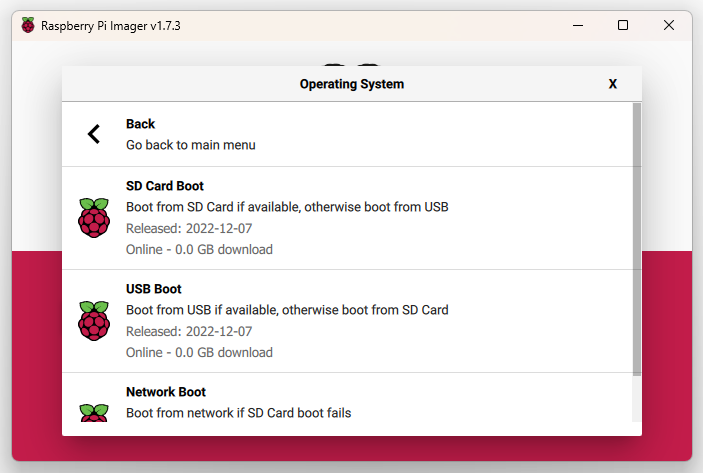 Raspberry Pi Imager v1.7.3
Operating System
X
Back
Go back to main menu
SD Card Boot
Boot from SD Card if available, otherwise boot from USB
Released: 2022-12-07
Online - 0.0 GB download
USB Boot
Boot from USB if available, otherwise boot from SD Card
Released: 2022-12-07
Online - 0.0 GB download
Network Boot
Boot from network if SD Card boot fails